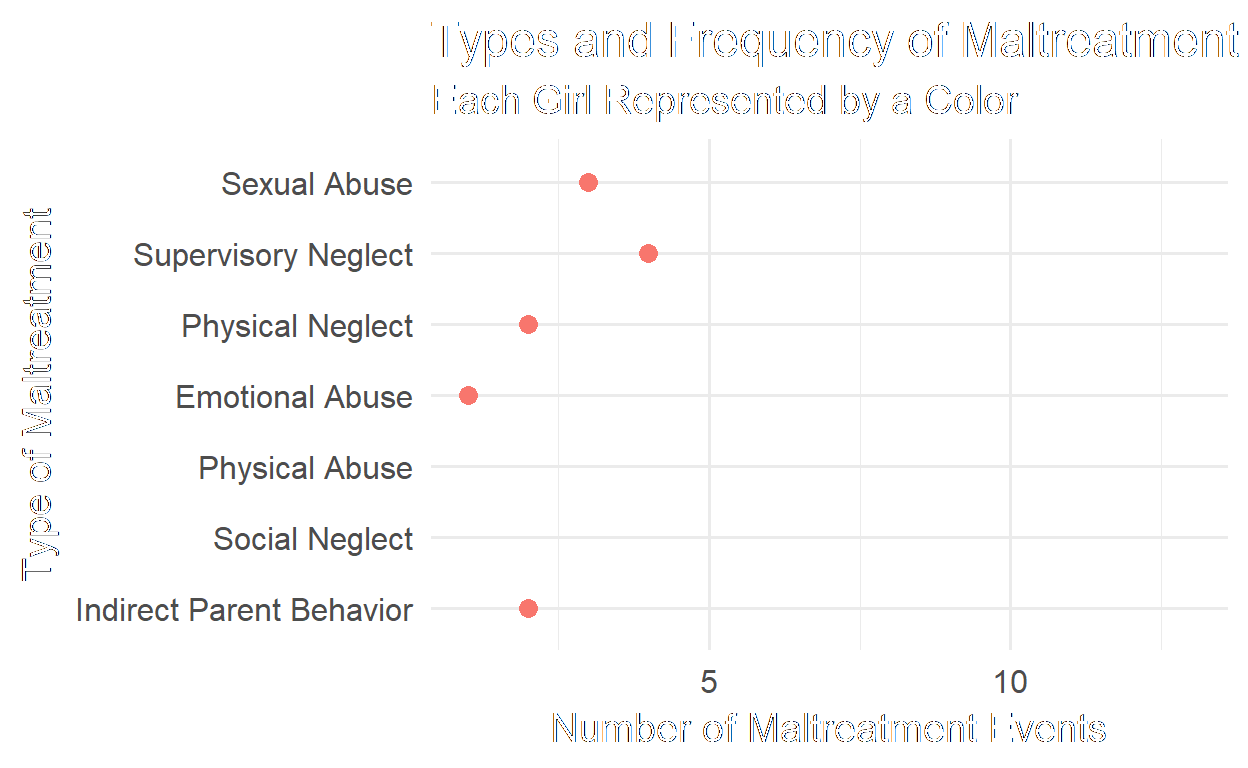 Types and Frequency of Maltreatment
Each Girl Represented by a Color
Type of Maltreatment
Sexual Abuse
Supervisory Neglect
Physical Neglect
Emotional Abuse
Physical Abuse
Social Neglect
Indirect Parent Behavior
5 10
Number of Maltreatment Events